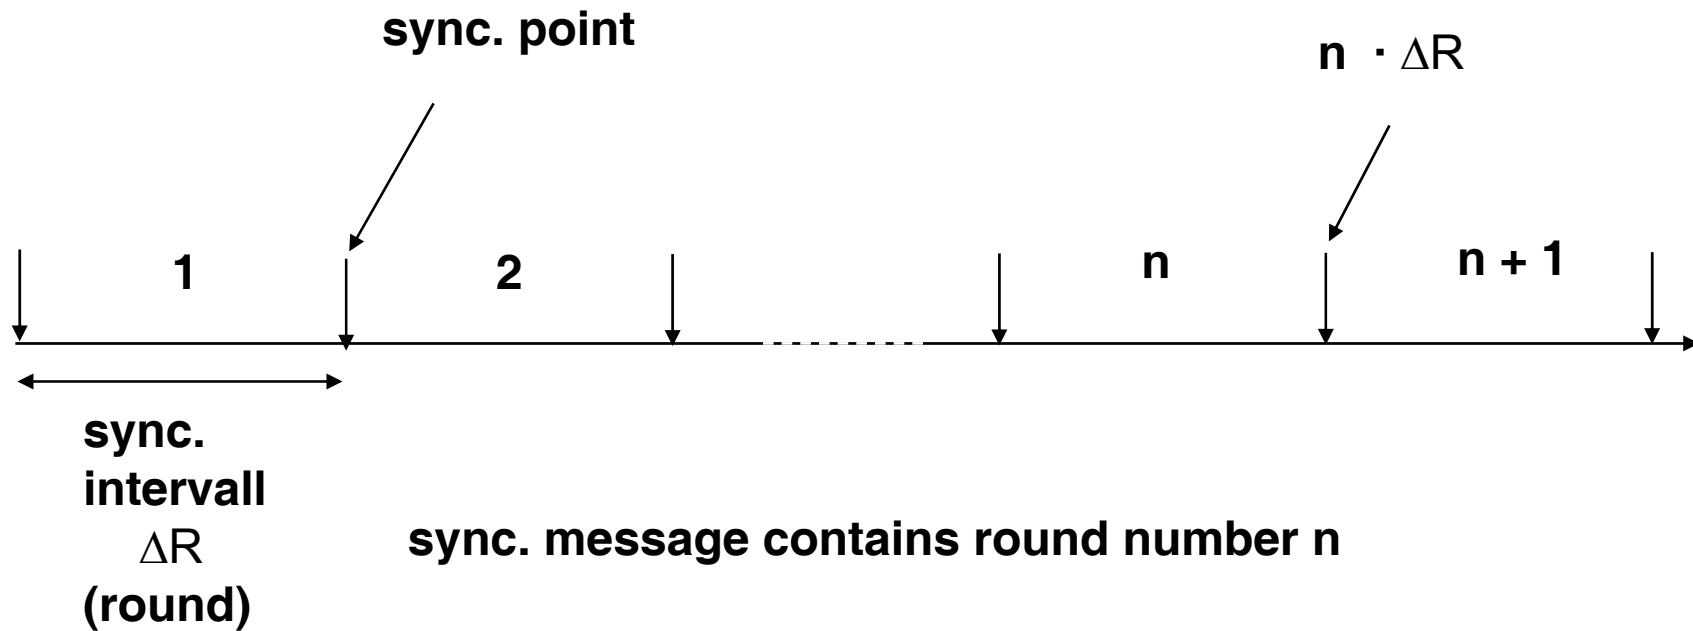 sync. point
n · ΔR
1
2
n
n + 1
sync.
intervall
ΔR
(round)
sync. message contains round number n